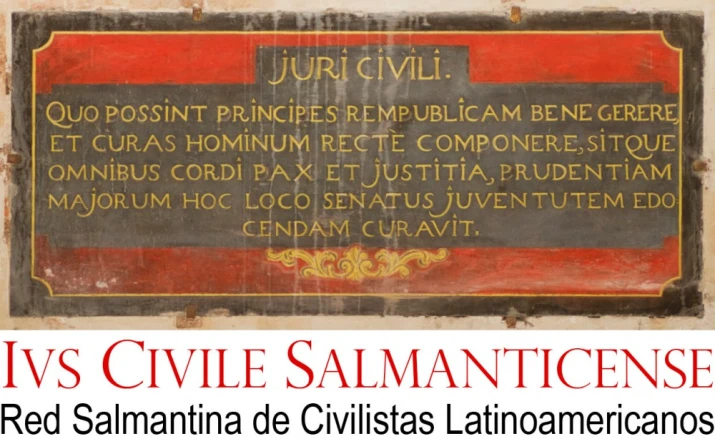 JURI CIVILI.
QUO POSSINT PRINCIPES REMPUBLICAM BENE GERERE,
ET CURAS HOMINUM RECTÈ COMPONERE, SITQUE
OMNIBUS CORDI PAX ET JUSTITIA, PRUDENTIAM
MAJORUM HOC LOCO SENATUS JUVENTUTEM EDO
CENDAM CURAVIT.
IVS CIVILE SALMANTICENSE
Red Salmantina de Civilistas Latinoamericanos